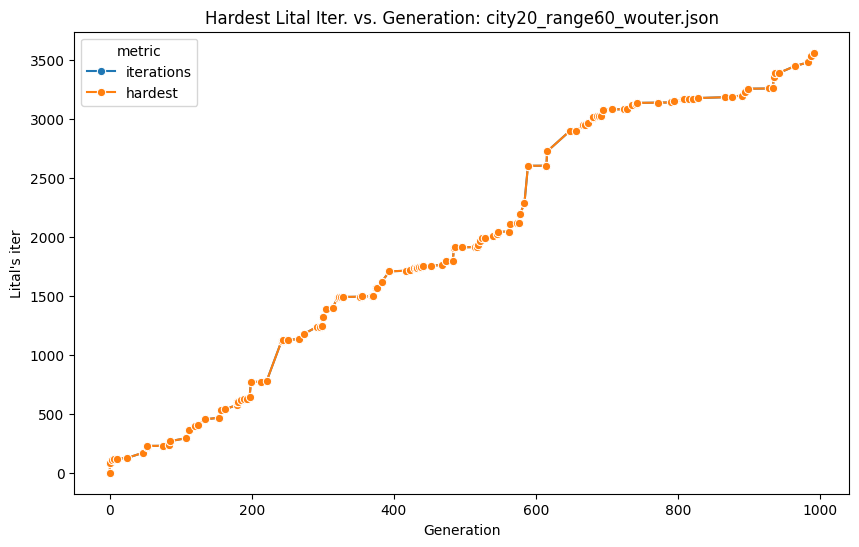 Hardest Lital Iter. vs. Generation: city20_range60_wouter.json
metric
iterations
hardest
3500
3000
2500
2000
1500
1000
500
0
Lital's iter
0 200 400 600 800 1000
Generation